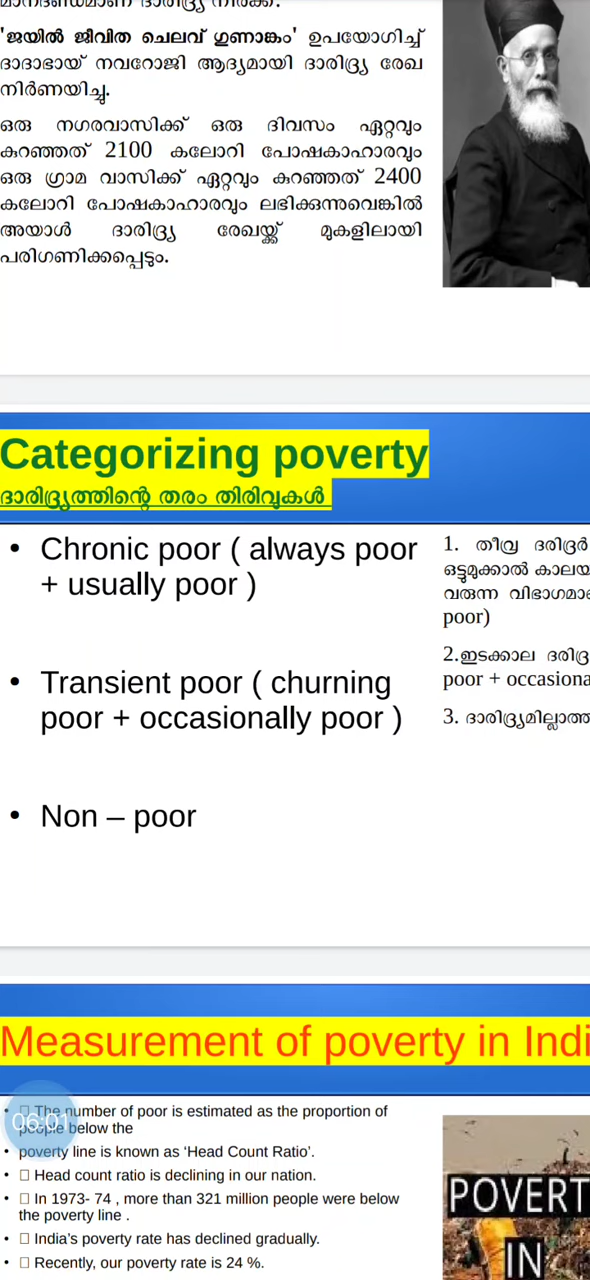 'ജയിൽ ജീവിത ചെലവ് ഗുണാങ്കം' ഉപയോഗിച്ച്
ദാദാഭായ് നവറോജി ആദ്യമായി ദാരിദ്ര്യ രേഖ
നിർണയിച്ചു.
ഒരു നഗരവാസിക്ക് ഒരു ദിവസം ഏറ്റവും
കുറഞ്ഞത് 2100 കലോറി പോഷകാഹാരവും
ഒരു ഗ്രാമ വാസിക്ക് ഏറ്റവും കുറഞ്ഞത് 2400
കലോറി പോഷകാഹാരവും ലഭിക്കുന്നുവെങ്കിൽ
അയാൾ ദാരിദ്ര്യ രേഖയ്ക്ക് മുകളിലായി
പരിഗണിക്കപ്പെടും.
Categorizing poverty
ദാരിദ്ര്യത്തിന്റെ തരം തിരിവുകൾ
• Chronic poor ( always poor
+ usually poor )
• Transient poor ( churning
poor + occasionally poor )
• Non – poor
1. തീവ്ര ദരിദ്ര
ഒട്ടുമുക്കാൽ
വരുന്ന
poor)
2.ഇടക്കാല
poor + occasiona
3. ദാരിദ്ര്യമില്ലാത്ത
Measurement of poverty in Indi
• The number of poor is estimated as the proportion of
people below the
06:01
• poverty line is known as ‘Head Count Ratio’.
• Head count ratio is declining in our nation.
• In 1973- 74 , more than 321 million people were below
the poverty line .
• India’s poverty rate has declined gradually.
• Recently, our poverty rate is 24 %.
POVERT
IN